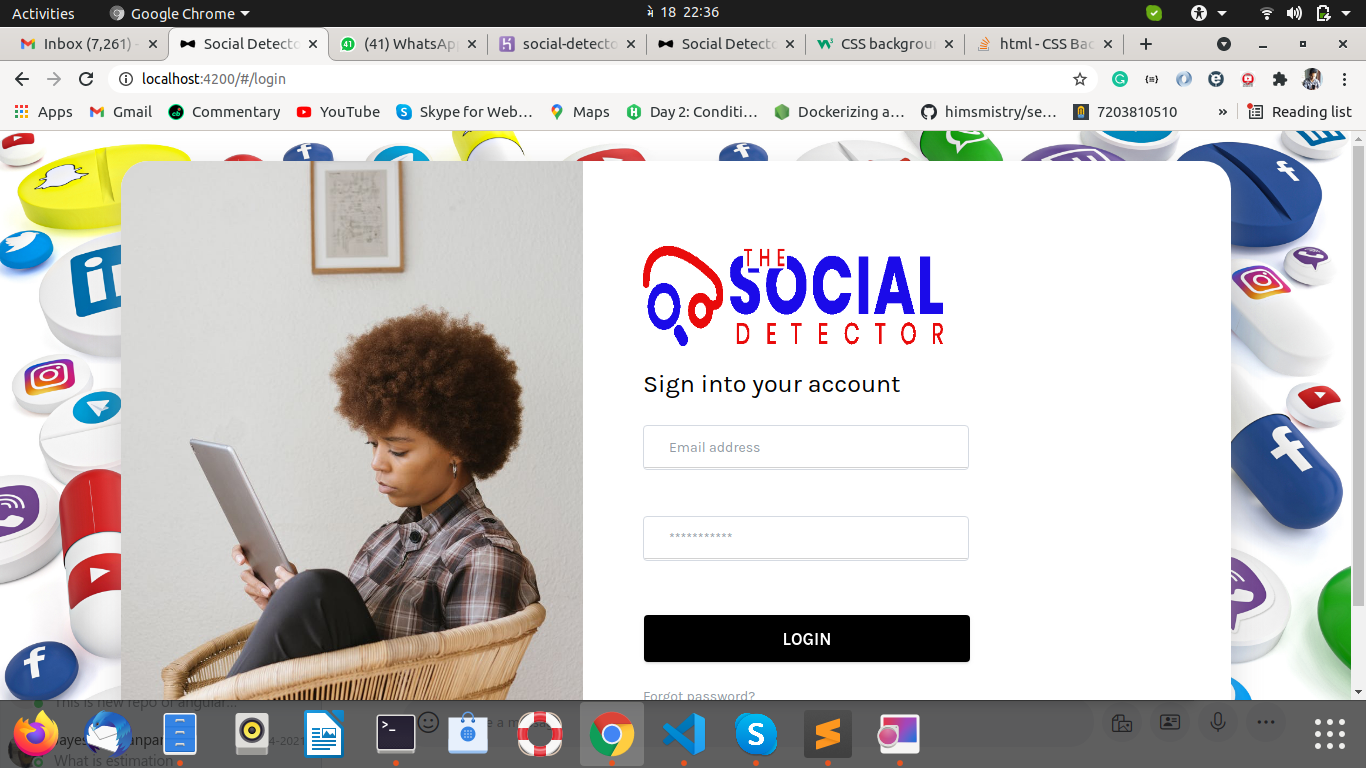 Activities
Google Chrome
મે 18 22:36
Inbox (7,261) -
Social Detecto
(41) WhatsAp
social-detecto
Social Detecto
CSS backgroun
html - CSS Bac
localhost:4200/#/login
Apps
Gmail
Commentary
YouTube
Skype for Web…
Maps
Day 2: Conditi…
Dockerizing a…
himsmistry/se…
7203810510
»
Reading list
THE
SOCIAL
DETECTOR
Sign into your account
Email address
***********
LOGIN
Forgot password?
This is new repo of angular...
What is estimation